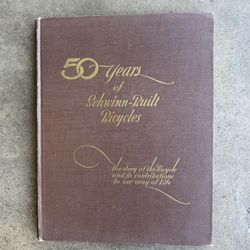 50 Years
of
Schwinn-Built
Bicycles
the story of the Bicycle
and its contributions
to our way of Life